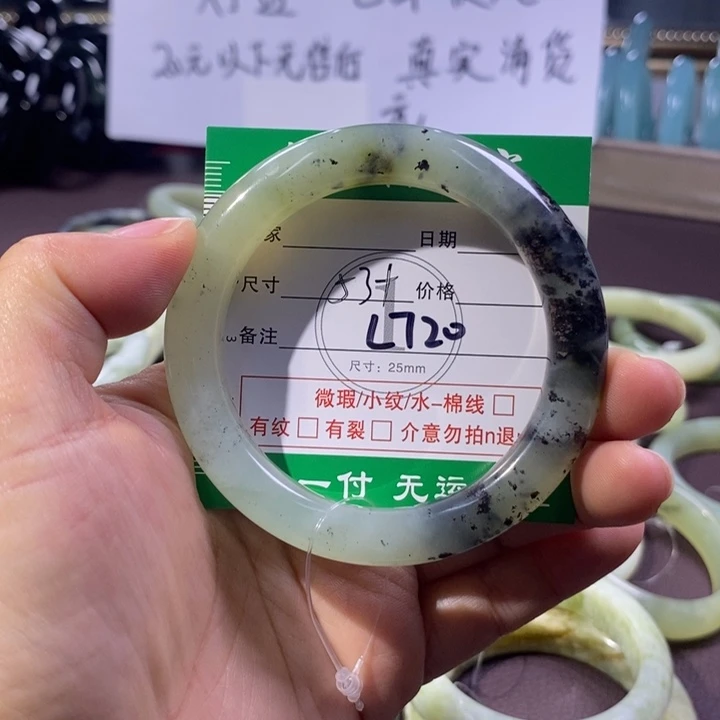 20元以下无售后 真实清货
家 日期
尺寸 53+ 价格
备注 LT20
尺寸：25mm
微瑕/小纹/水-棉线
有纹 有裂 介意勿拍n退
一付 无运